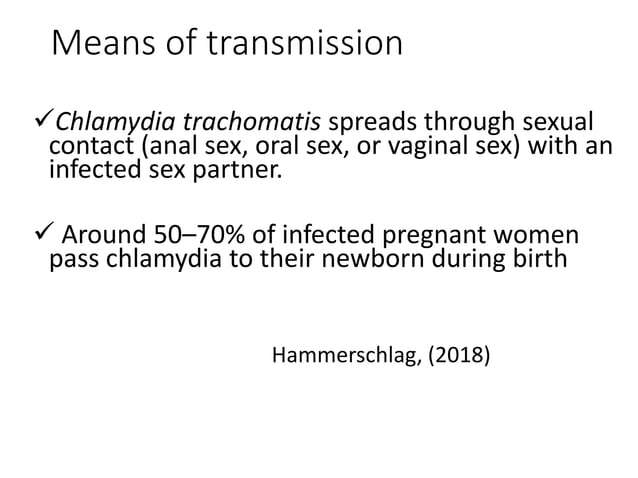 Means of transmission
✓Chlamydia trachomatis spreads through sexual
contact (anal sex, oral sex, or vaginal sex) with an
infected sex partner.
✓ Around 50–70% of infected pregnant women
pass chlamydia to their newborn during birth
Hammerschlag, (2018)